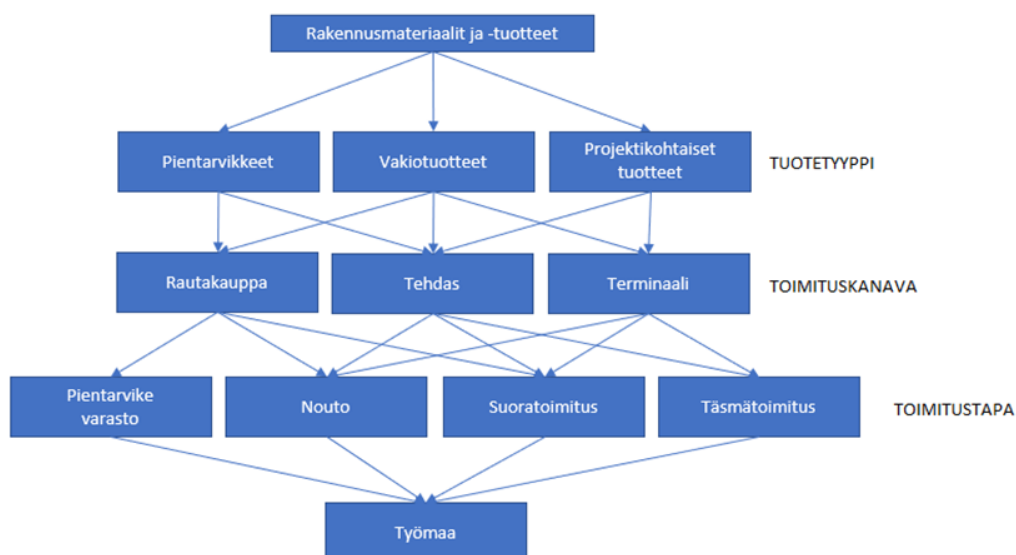 Rakennusmateriaalit ja -tuotteet
Pientarvikkeet
Vakiotuotteet
Projektikohtaiset
tuotteet
TUOTETYYPPI
Rautakauppa
Tehdas
Terminaali
TOIMITUSKANAVA
Pientarvike
varasto
Nouto
Suoratoimitus
Täsmätoimitus
TOIMITUSTAPA
Työmaa